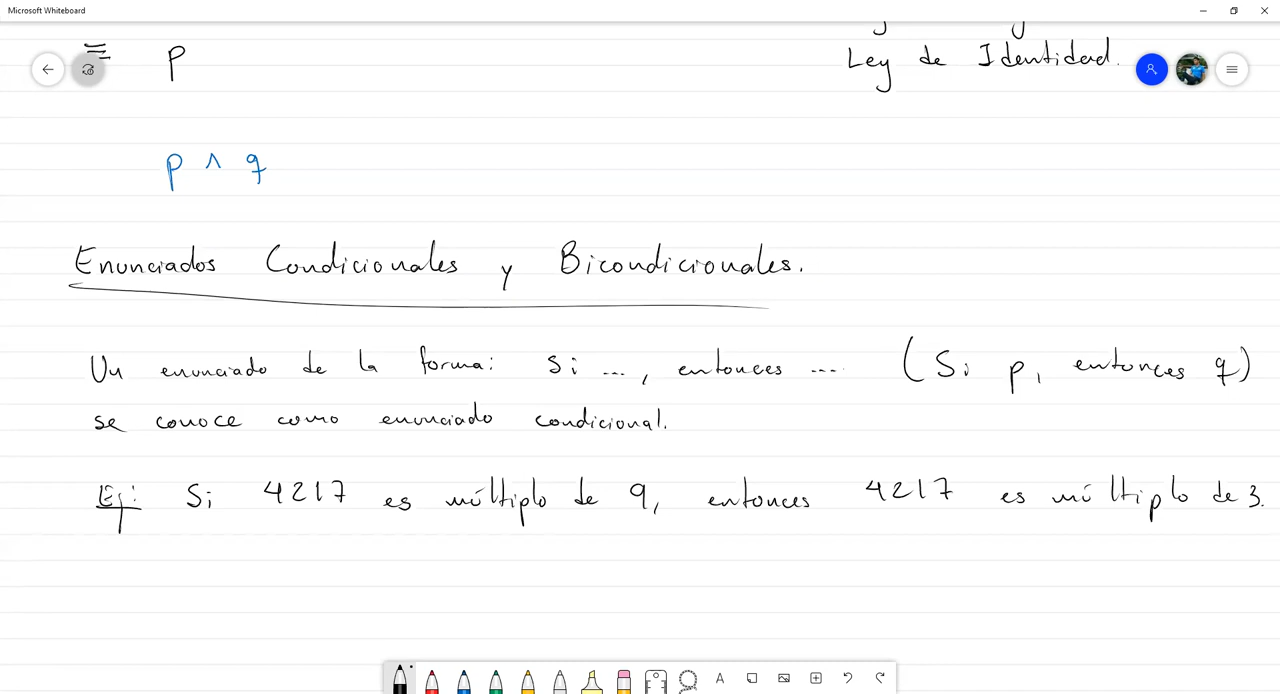 Microsoft Whiteboard
≡ p
Ley de Identidad.
p ∧ q
Enunciados Condicionales y Bicondicionales.
Un enunciado de la forma: Si ..., entonces .... (Si p, entonces q)
se conoce como enunciado condicional.
Ej: Si 4217 es múltiplo de 9, entonces 4217 es múltiplo de 3.
A